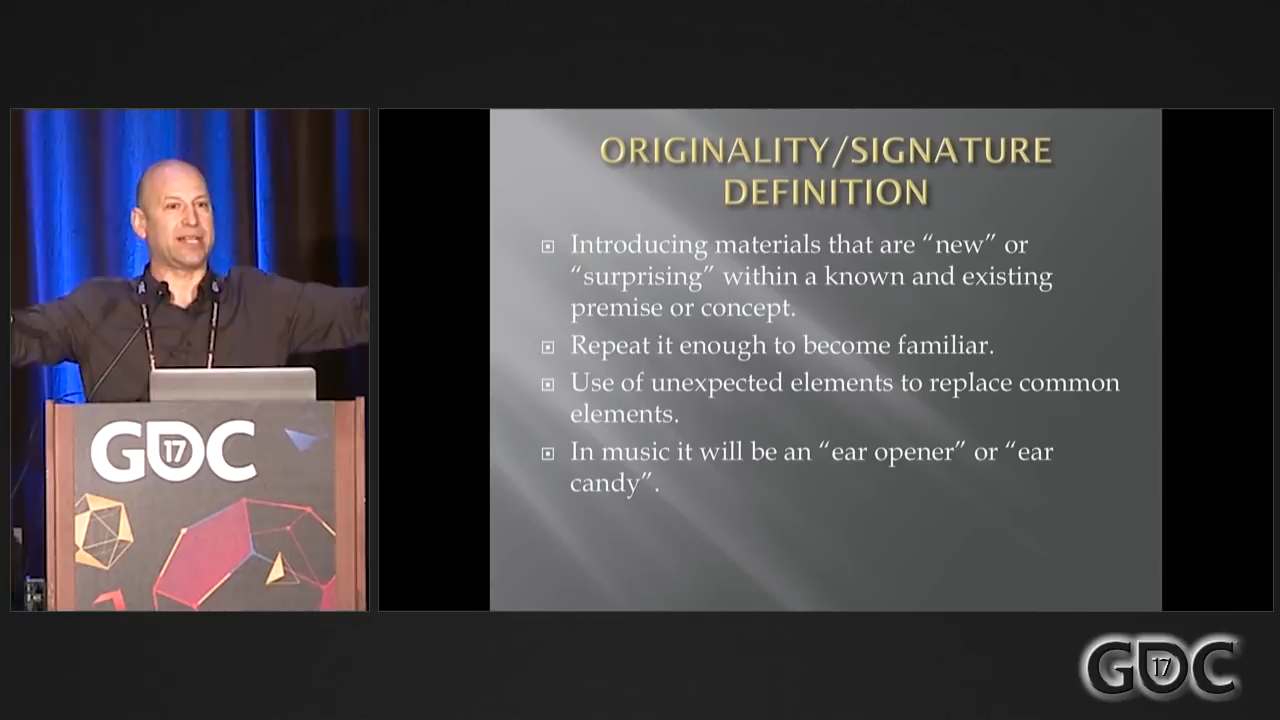 ORIGINALITY/SIGNATURE
DEFINITION
Introducing materials that are “new” or
“surprising” within a known and existing
premise or concept.
Repeat it enough to become familiar.
Use of unexpected elements to replace common
elements.
In music it will be an “ear opener” or “ear
candy”.
GDC
17
GDC
17